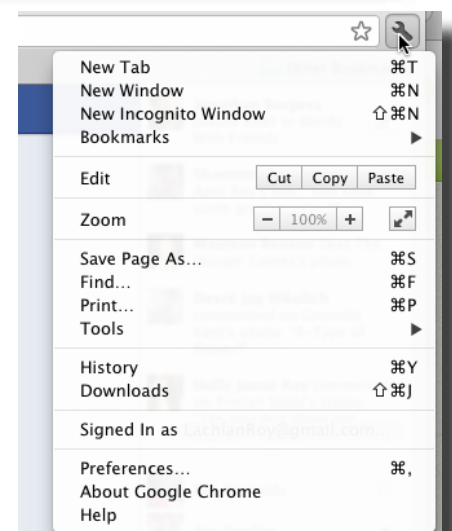 New Tab ⌘T
New Window ⌘N
New Incognito Window ⇧⌘N
Bookmarks ▶
Edit Cut Copy Paste
Zoom − 100% +
Save Page As... ⌘S
Find... ⌘F
Print... ⌘P
Tools ▶
History ⌘Y
Downloads ⇧⌘J
Signed In as LachlanRoy@gmail.com...
Preferences... ⌘,
About Google Chrome
Help